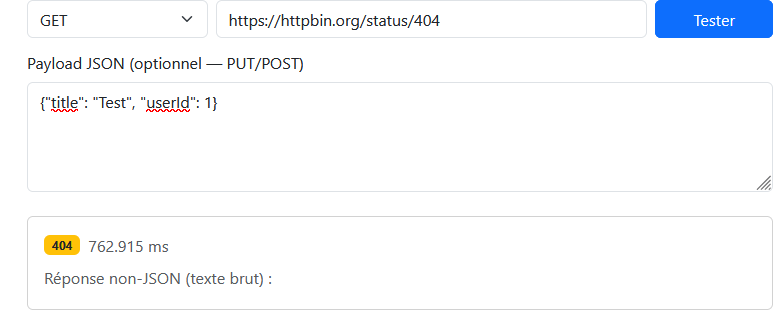 GET https://httpbin.org/status/404 Tester
Payload JSON (optionnel — PUT/POST)
{"title": "Test", "userId": 1}
404 762.915 ms
Réponse non-JSON (texte brut) :